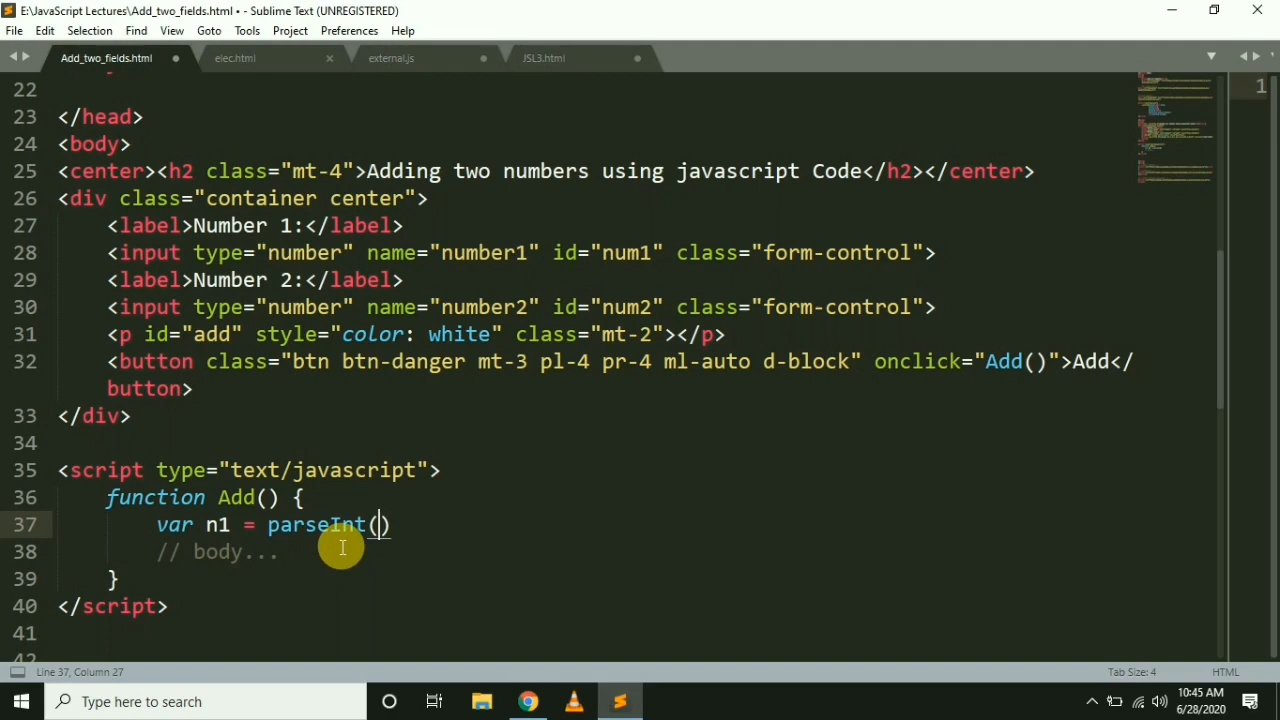 E:\JavaScript Lectures\Add_two_fields.html • - Sublime Text (UNREGISTERED)
File Edit Selection Find View Goto Tools Project Preferences Help
Add_two_fields.html elec.html external.js JSL3.html
22
23 </head>
24 <body>
25 <center><h2 class="mt-4">Adding two numbers using javascript Code</h2></center>
26 <div class="container center">
27 <label>Number 1:</label>
28 <input type="number" name="number1" id="num1" class="form-control">
29 <label>Number 2:</label>
30 <input type="number" name="number2" id="num2" class="form-control">
31 <p id="add" style="color: white" class="mt-2"></p>
32 <button class="btn btn-danger mt-3 pl-4 pr-4 ml-auto d-block" onclick="Add()">Add</
button>
33 </div>
34
35 <script type="text/javascript">
36 function Add() {
37 var n1 = parseInt()
38 // body...
39 }
40 </script>
41
42
1
Line 37, Column 27 Tab Size: 4 HTML
Type here to search
10:45 AM
6/28/2020